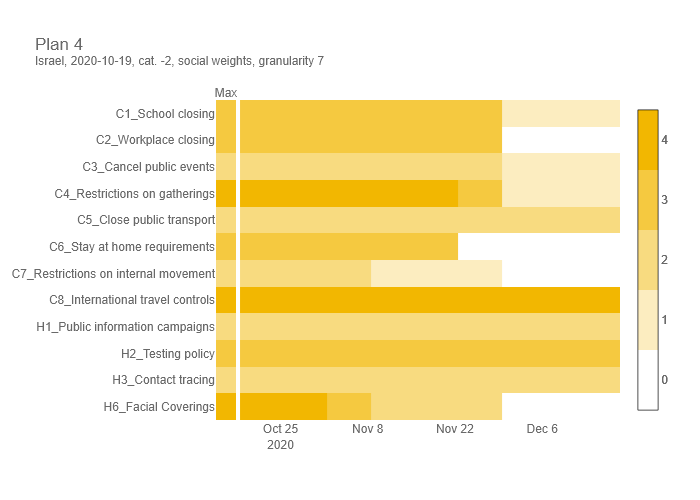 Plan 4
Israel, 2020-10-19, cat. -2, social weights, granularity 7
Max
C1_School closing
C2_Workplace closing
C3_Cancel public events
C4_Restrictions on gatherings
C5_Close public transport
C6_Stay at home requirements
C7_Restrictions on internal movement
C8_International travel controls
H1_Public information campaigns
H2_Testing policy
H3_Contact tracing
H6_Facial Coverings
Oct 25
2020
Nov 8
Nov 22
Dec 6
4
3
2
1
0